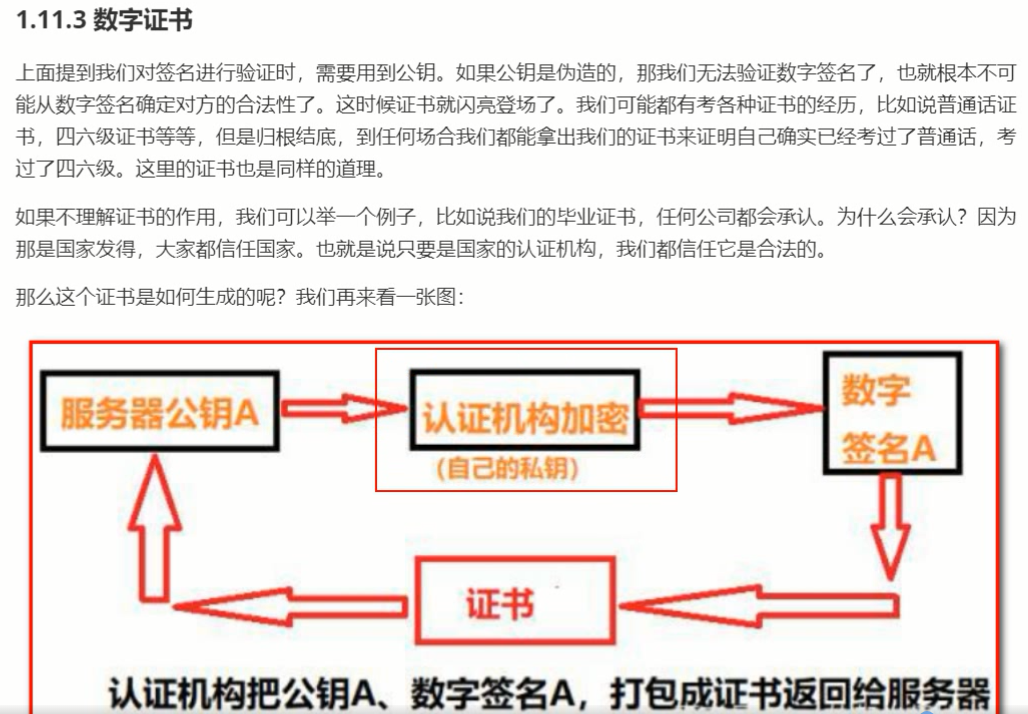 1.11.3 数字证书
上面提到我们对签名进行验证时，需要用到公钥。如果公钥是伪造的，那我们无法验证数字签名了，也就根本不可
能从数字签名确定对方的合法性了。这时候证书就闪亮登场了。我们可能都有考各种证书的经历，比如说普通话证
书，四六级证书等等，但是归根结底，到任何场合我们都能拿出我们的证书来证明自己确实已经考过了普通话，考
过了四六级。这里的证书也是同样的道理。
如果不理解证书的作用，我们可以举一个例子，比如说我们的毕业证书，任何公司都会承认。为什么会承认？因为
那是国家发得，大家都信任国家。也就是说只要是国家的认证机构，我们都信任它是合法的。
那么这个证书是如何生成的呢？我们再来看一张图：
服务器公钥A
认证机构加密
（自己的私钥）
数字
签名A
证书
认证机构把公钥A、数字签名A，打包成证书返回给服务器